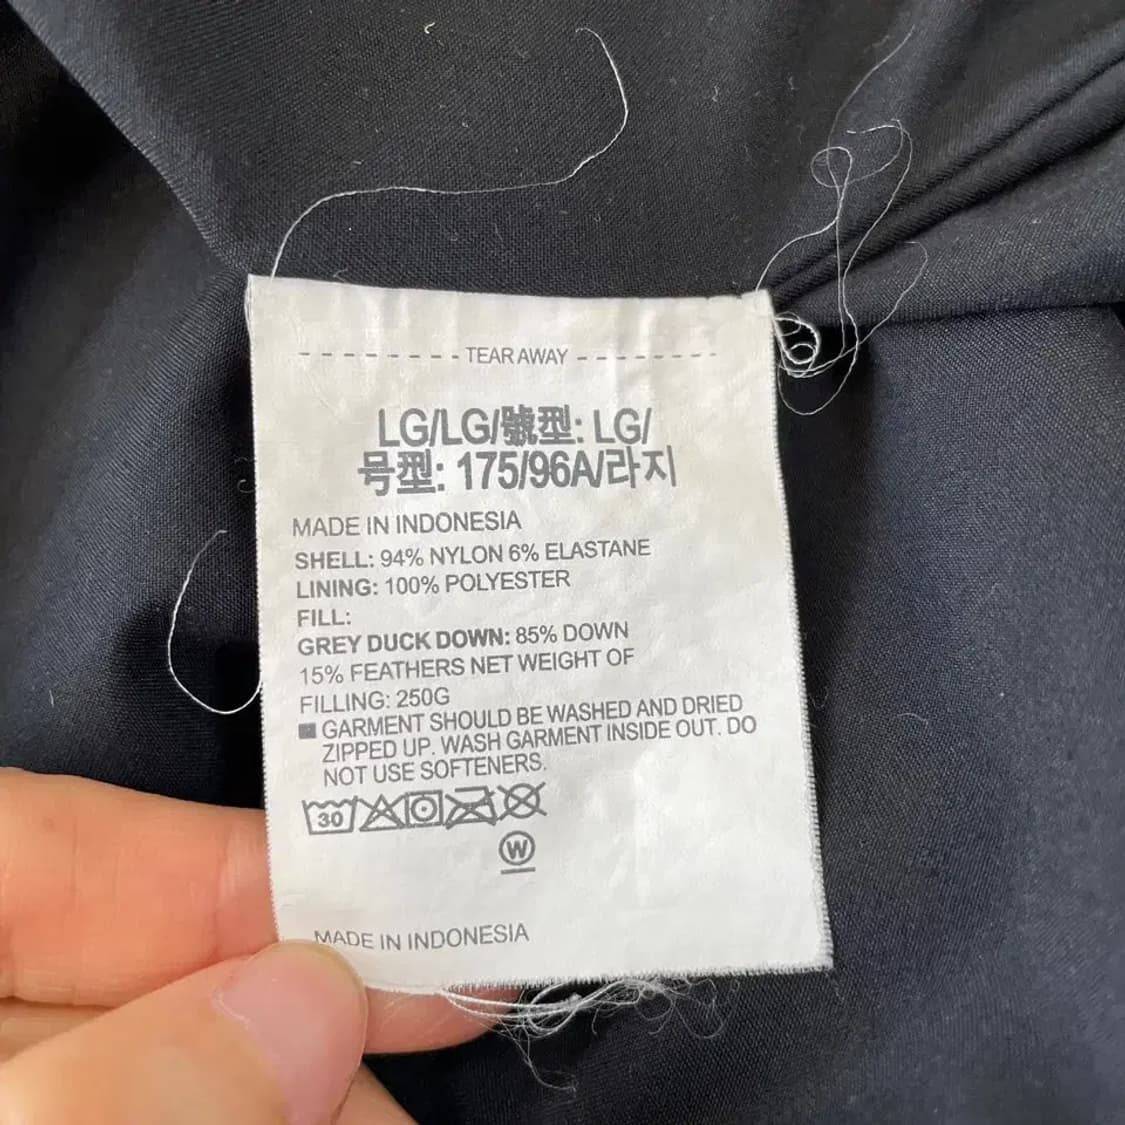 TEAR AWAY
LG/LG/號型: LG/
号型: 175/96A/라지
MADE IN INDONESIA
SHELL: 94% NYLON 6% ELASTANE
LINING: 100% POLYESTER
FILL:
GREY DUCK DOWN: 85% DOWN
15% FEATHERS NET WEIGHT OF
FILLING: 250G
GARMENT SHOULD BE WASHED AND DRIED
ZIPPED UP. WASH GARMENT INSIDE OUT. DO
NOT USE SOFTENERS.
30
W
MADE IN INDONESIA